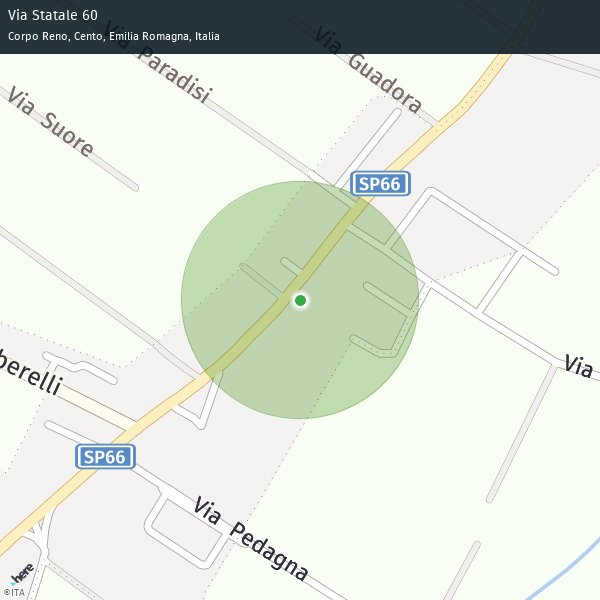 Via Statale 60
Corpo Reno, Cento, Emilia Romagna, Italia
Via Paradisi
Via Guadora
Via Suore
SP66
berelli
Via
SP66
Via Pedagna
here
©ITA